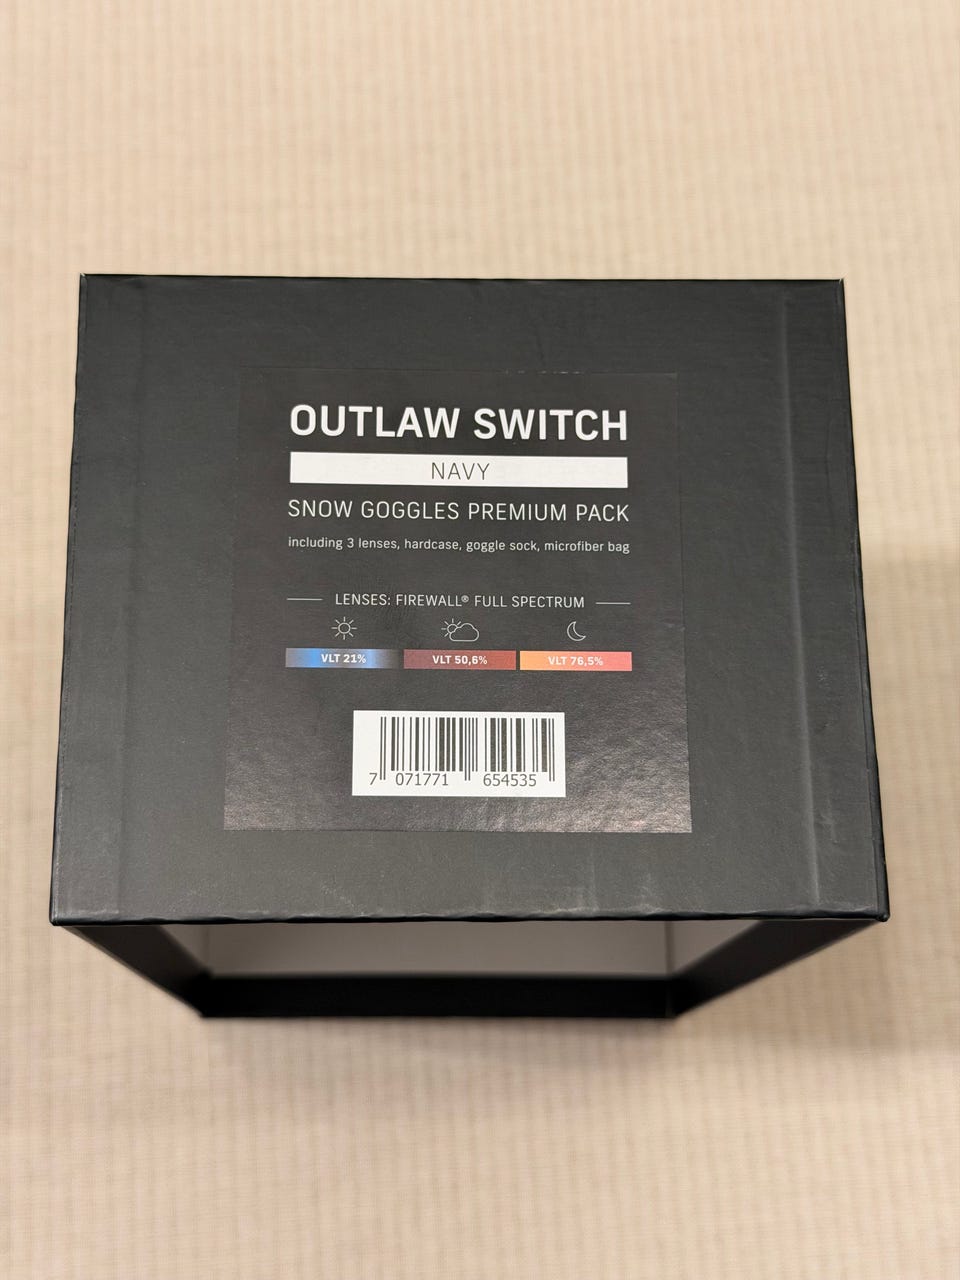 OUTLAW SWITCH
NAVY
SNOW GOGGLES PREMIUM PACK
including 3 lenses, hardcase, goggle sock, microfiber bag
LENSES: FIREWALL® FULL SPECTRUM
VLT 21% VLT 50,6% VLT 76,5%
7 071771 654535